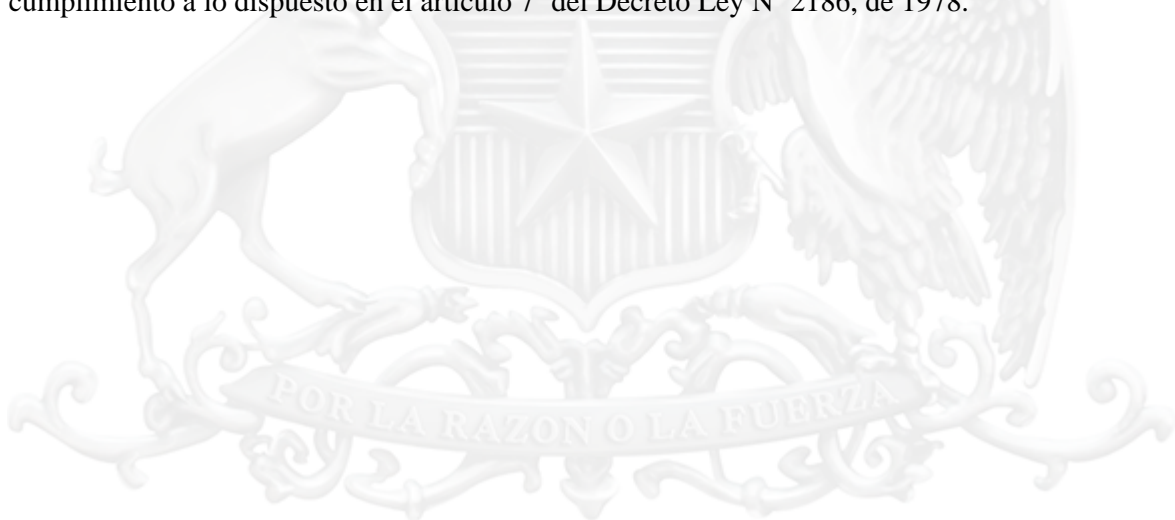 cumplimiento a lo dispuesto en el artículo 7° del Decreto Ley N° 2186, de 1978.
POR LA RAZON O LA FUERZA